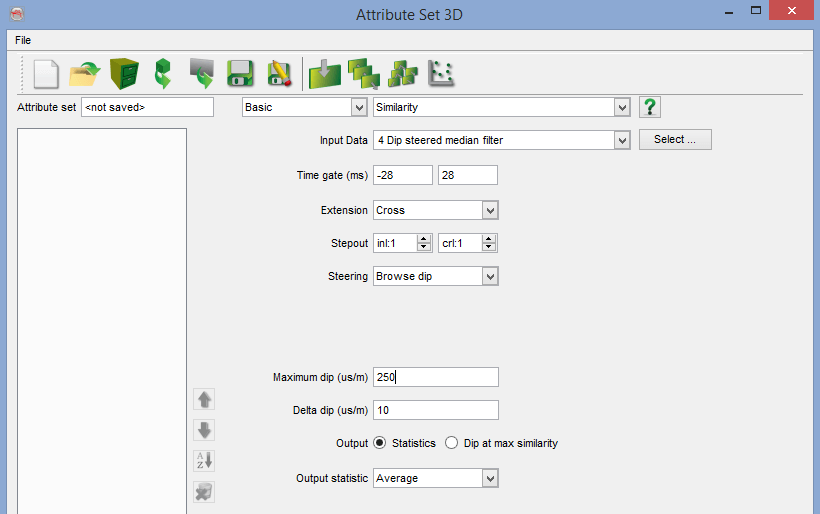 Attribute Set 3D
File
Attribute set <not saved> Basic Similarity ?
Input Data 4 Dip steered median filter Select ...
Time gate (ms) -28 28
Extension Cross
Stepout inl:1 crl:1
Steering Browse dip
Maximum dip (us/m) 250
Delta dip (us/m) 10
Output Statistics Dip at max similarity
A
Z
Output statistic Average